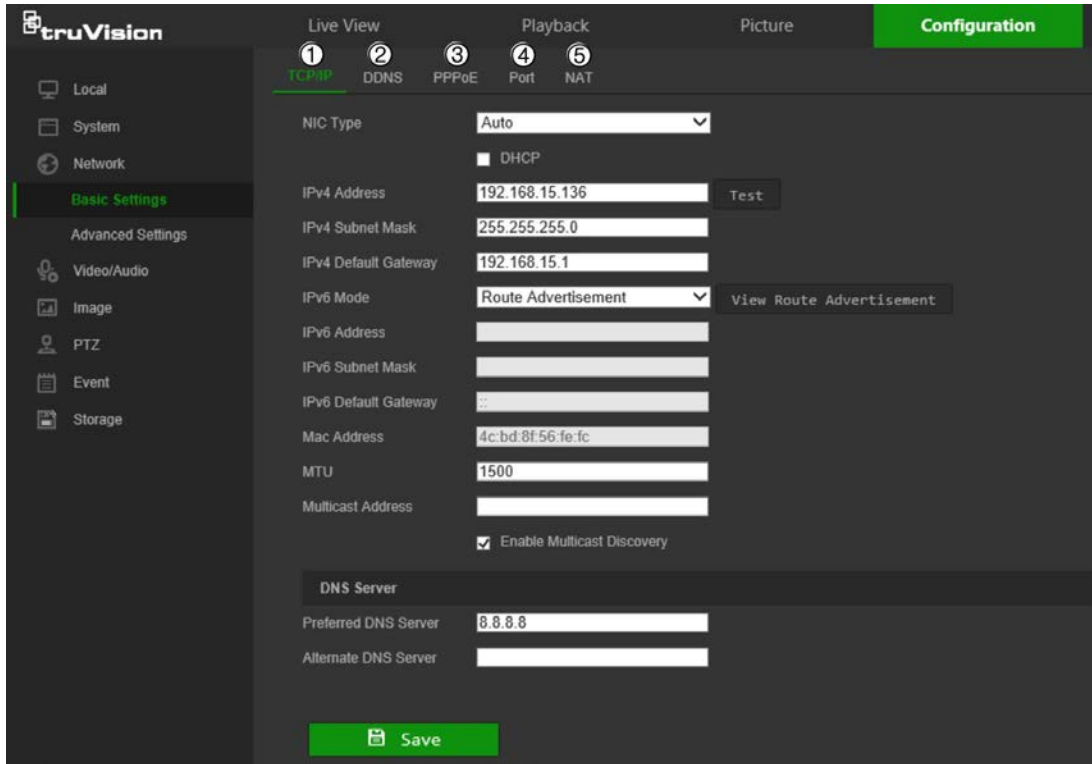 truVision
Live View Playback Picture Configuration
① ② ③ ④ ⑤
TCP/IP DDNS PPPoE Port NAT
Local
System
Network
Basic Settings
Advanced Settings
Video/Audio
Image
PTZ
Event
Storage
NIC Type Auto
DHCP
IPv4 Address 192.168.15.136 Test
IPv4 Subnet Mask 255.255.255.0
IPv4 Default Gateway 192.168.15.1
IPv6 Mode Route Advertisement View Route Advertisement
IPv6 Address
IPv6 Subnet Mask
IPv6 Default Gateway ::
Mac Address 4c:bd:8f:56:fe:fc
MTU 1500
Multicast Address
Enable Multicast Discovery
DNS Server
Preferred DNS Server 8.8.8.8
Alternate DNS Server
Save